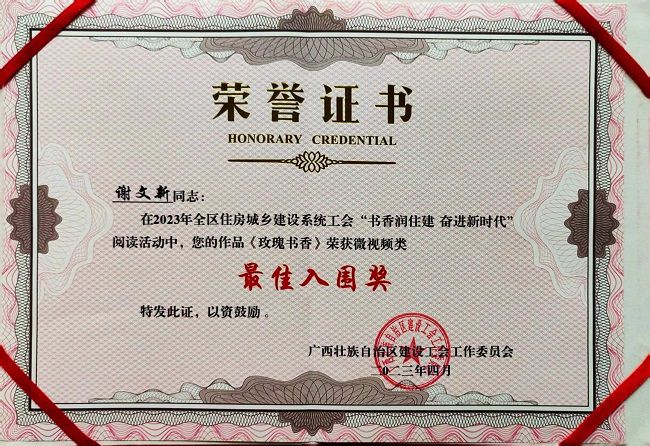 荣誉证书
HONORARY CREDENTIAL
谢文新同志：
在2023年全区住房城乡建设系统工会“书香润住建 奋进新时代”
阅读活动中，您的作品《玫瑰书香》荣获微视频类
最佳入围奖
特发此证，以资鼓励。
广西壮族自治区建设工会工作委员会
二〇二三年四月